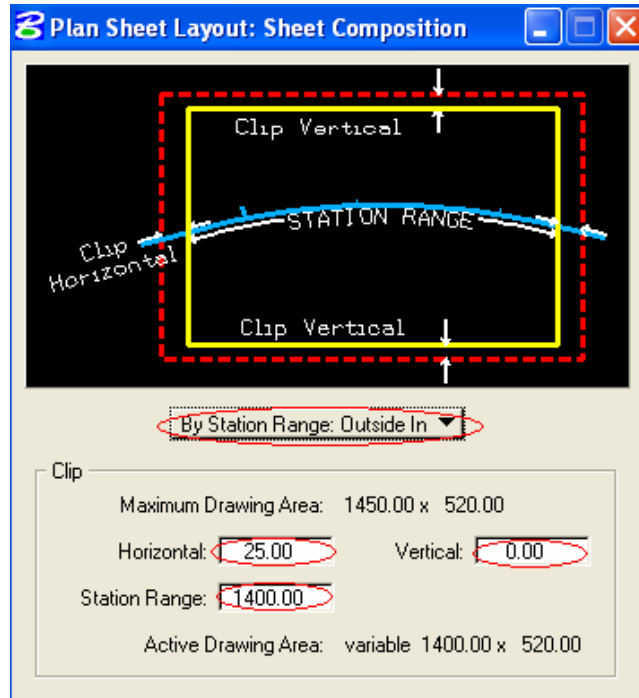 Plan Sheet Layout: Sheet Composition
Clip Vertical
STATION RANGE
Clip
Horizontal
Clip Vertical
By Station Range: Outside In
Clip
Maximum Drawing Area: 1450.00 x 520.00
Horizontal: 25.00 Vertical: 0.00
Station Range: 1400.00
Active Drawing Area: variable 1400.00 x 520.00